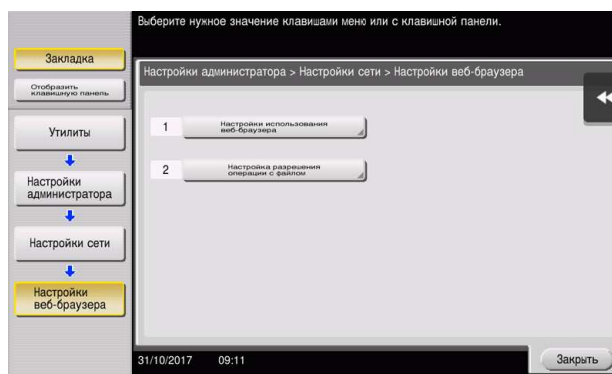 Выберите нужное значение клавишами меню или с клавишной панели.
Закладка
Отобразить
клавишную панель
Утилиты
Настройки
администратора
Настройки сети
Настройки
веб-браузера
Настройки администратора > Настройки сети > Настройки веб-браузера
1 Настройки использования
веб-браузера
2 Настройка разрешения
операции с файлом
31/10/2017 09:11
Закрыть